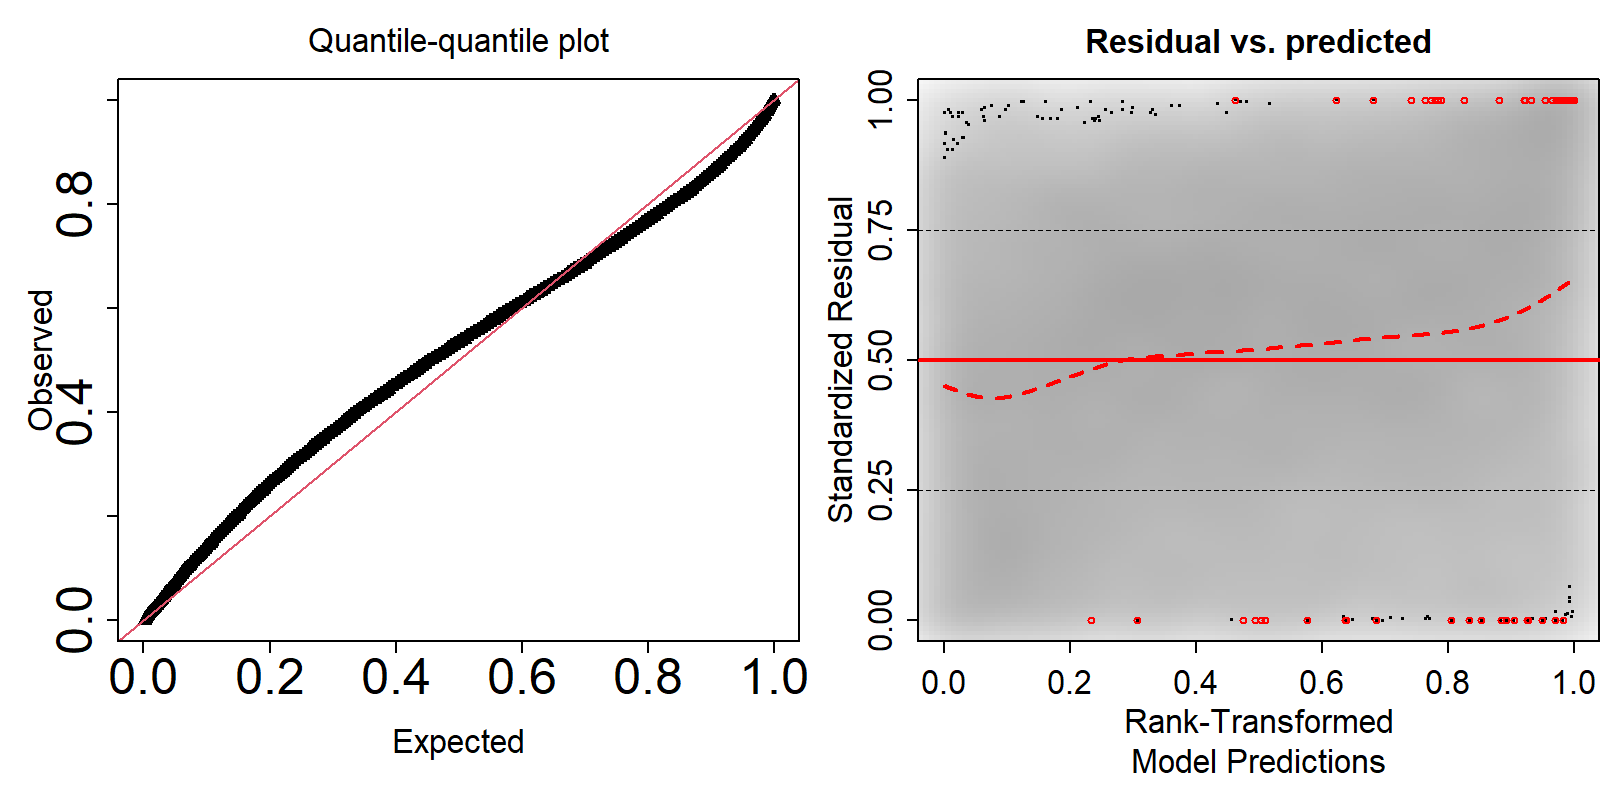 Quantile-quantile plot
Observed
0.0 0.4 0.8
0.0 0.2 0.4 0.6 0.8 1.0
Expected
Residual vs. predicted
Standardized Residual
0.00 0.25 0.50 0.75 1.00
0.0 0.2 0.4 0.6 0.8 1.0
Rank-Transformed
Model Predictions